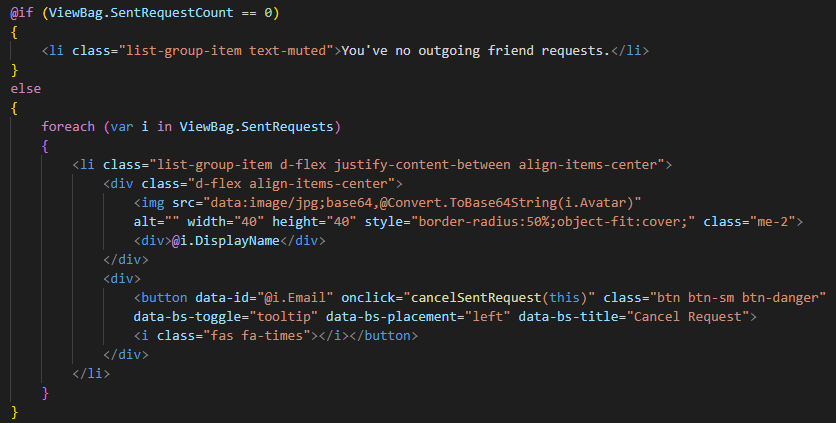 @if (ViewBag.SentRequestCount == 0)
{
    <li class="list-group-item text-muted">You've no outgoing friend requests.</li>
}
else
{
    foreach (var i in ViewBag.SentRequests)
    {
        <li class="list-group-item d-flex justify-content-between align-items-center">
            <div class="d-flex align-items-center">
                <img src="data:image/jpg;base64,@Convert.ToBase64String(i.Avatar)"
                alt="" width="40" height="40" style="border-radius:50%;object-fit:cover;" class="me-2">
                <div>@i.DisplayName</div>
            </div>
            <div>
                <button data-id="@i.Email" onclick="cancelSentRequest(this)" class="btn btn-sm btn-danger"
                data-bs-toggle="tooltip" data-bs-placement="left" data-bs-title="Cancel Request">
                <i class="fas fa-times"></i></button>
            </div>
        </li>
    }
}